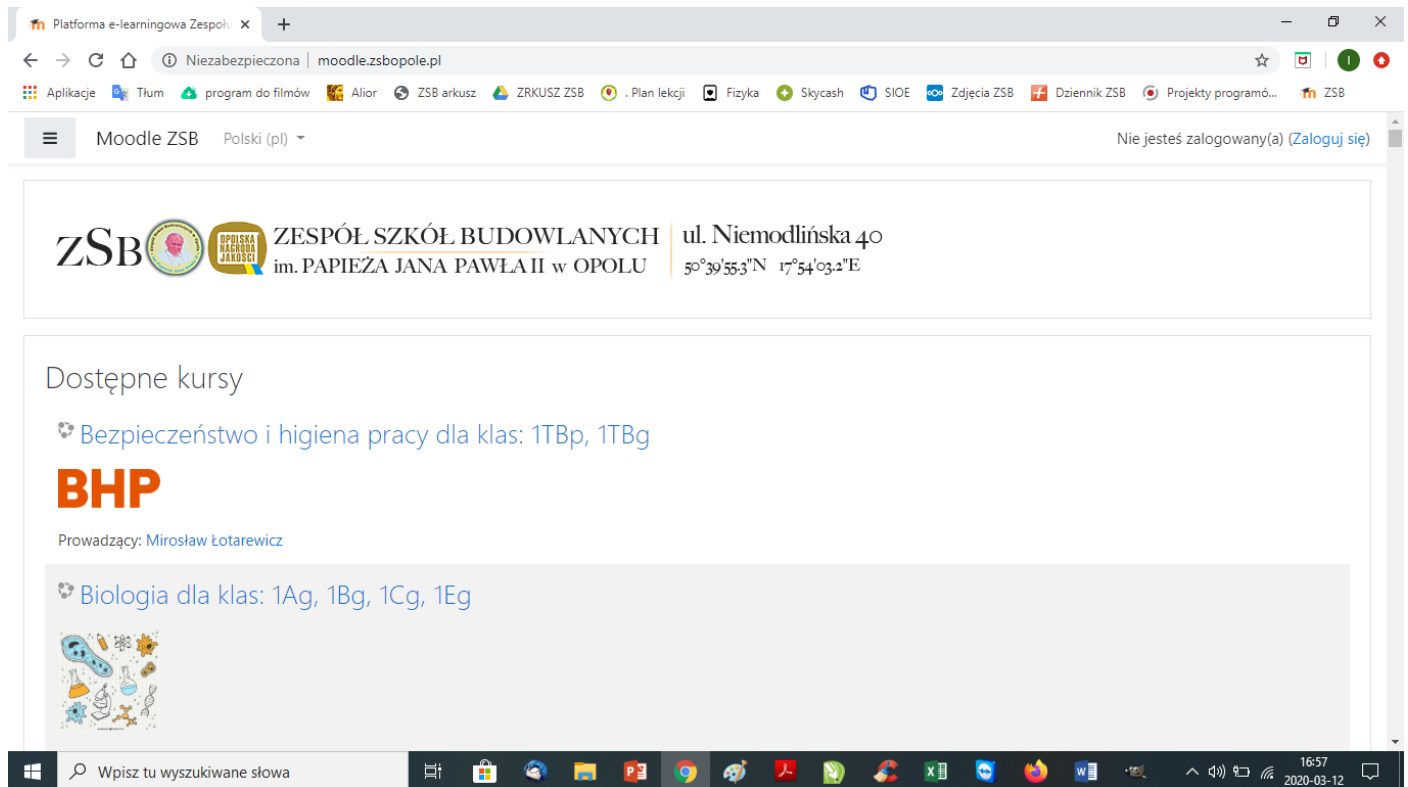 Platforma e-learningowa Zespołu
Niezabezpieczona | moodle.zsbopole.pl
Aplikacje Tłum program do filmów Alior ZSB arkusz ZRKUSZ ZSB . Plan lekcji Fizyka Skycash SIOE Zdjęcia ZSB Dziennik ZSB Projekty programó... ZSB
Moodle ZSB Polski (pl) Nie jesteś zalogowany(a) (Zaloguj się)
ZSB OPOLSKA NAGRODA JAKOŚCI ZESPÓŁ SZKÓŁ BUDOWLANYCH ul. Niemodlińska 40
im. PAPIEŻA JANA PAWŁA II w OPOLU 50°39'55.3"N 17°54'03.2"E
Dostępne kursy
Bezpieczeństwo i higiena pracy dla klas: 1TBp, 1TBg
BHP
Prowadzący: Mirosław Łotarewicz
Biologia dla klas: 1Ag, 1Bg, 1Cg, 1Eg
Wpisz tu wyszukiwane słowa 16:57
2020-03-12